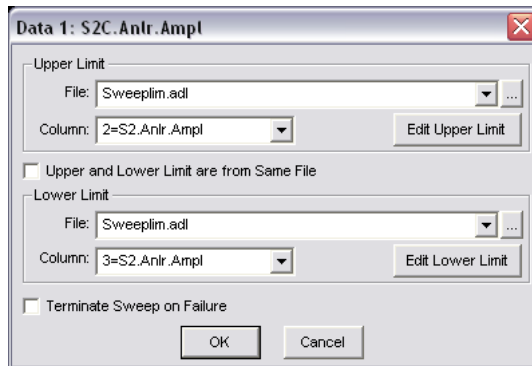 Data 1: S2C.Anlr.Ampl
Upper Limit
File: Sweeplim.adl ...
Column: 2=S2.Anlr.Ampl Edit Upper Limit
Upper and Lower Limit are from Same File
Lower Limit
File: Sweeplim.adl ...
Column: 3=S2.Anlr.Ampl Edit Lower Limit
Terminate Sweep on Failure
OK Cancel